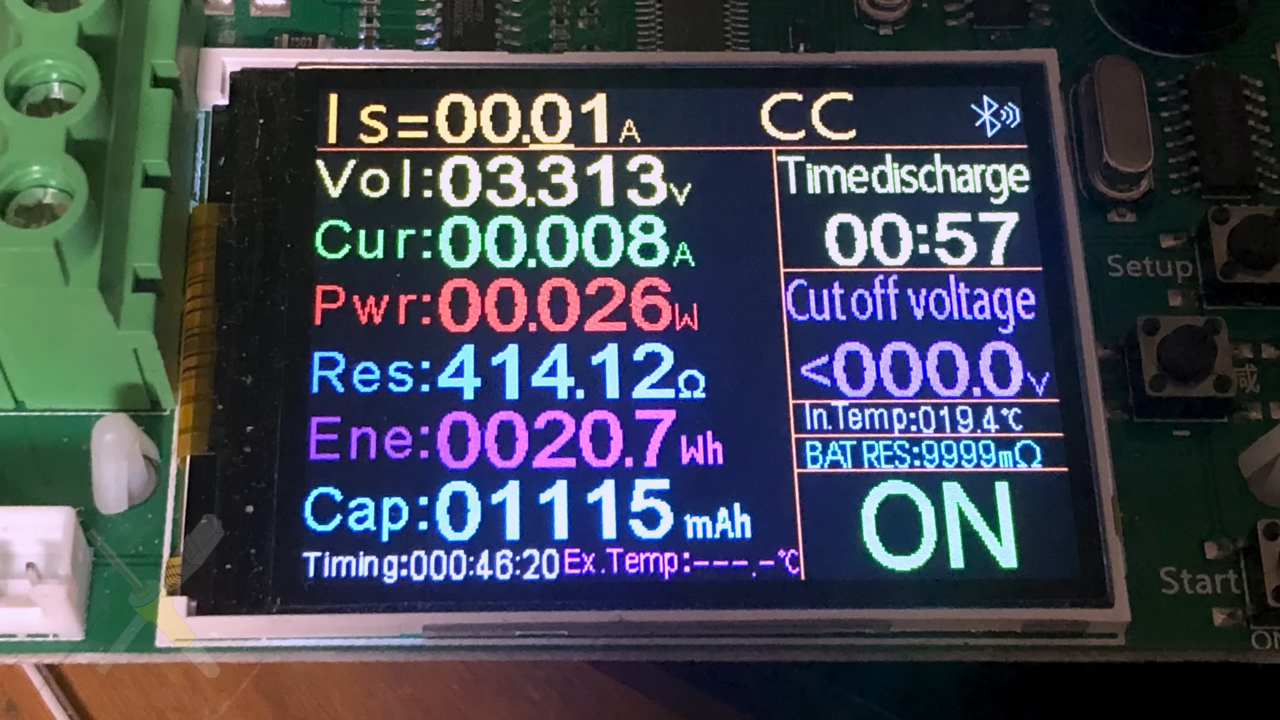 Is=00.01A CC
Vol:03.313V
Cur:00.008A
Pwr:00.026W
Res:414.12Ω
Ene:0020.7Wh
Cap:01115mAh
Timing:000:46:20 Ex.Temp:---.-℃
Timedischarge
00:57
Cutoff voltage
<000.0V
In.Temp:019.4℃
BAT RES:9999mΩ
ON
Setup
减
Start